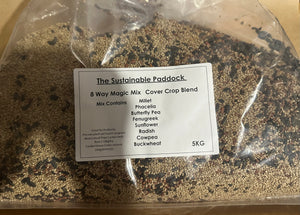 The Sustainable Paddock.
8 Way Magic Mix Cover Crop Blend
Mix Contains
Millet
Phacelia
Butterfly Pea
Fenugreek
Sunflower
Radish
Cowpea
Buckwheat
5KG